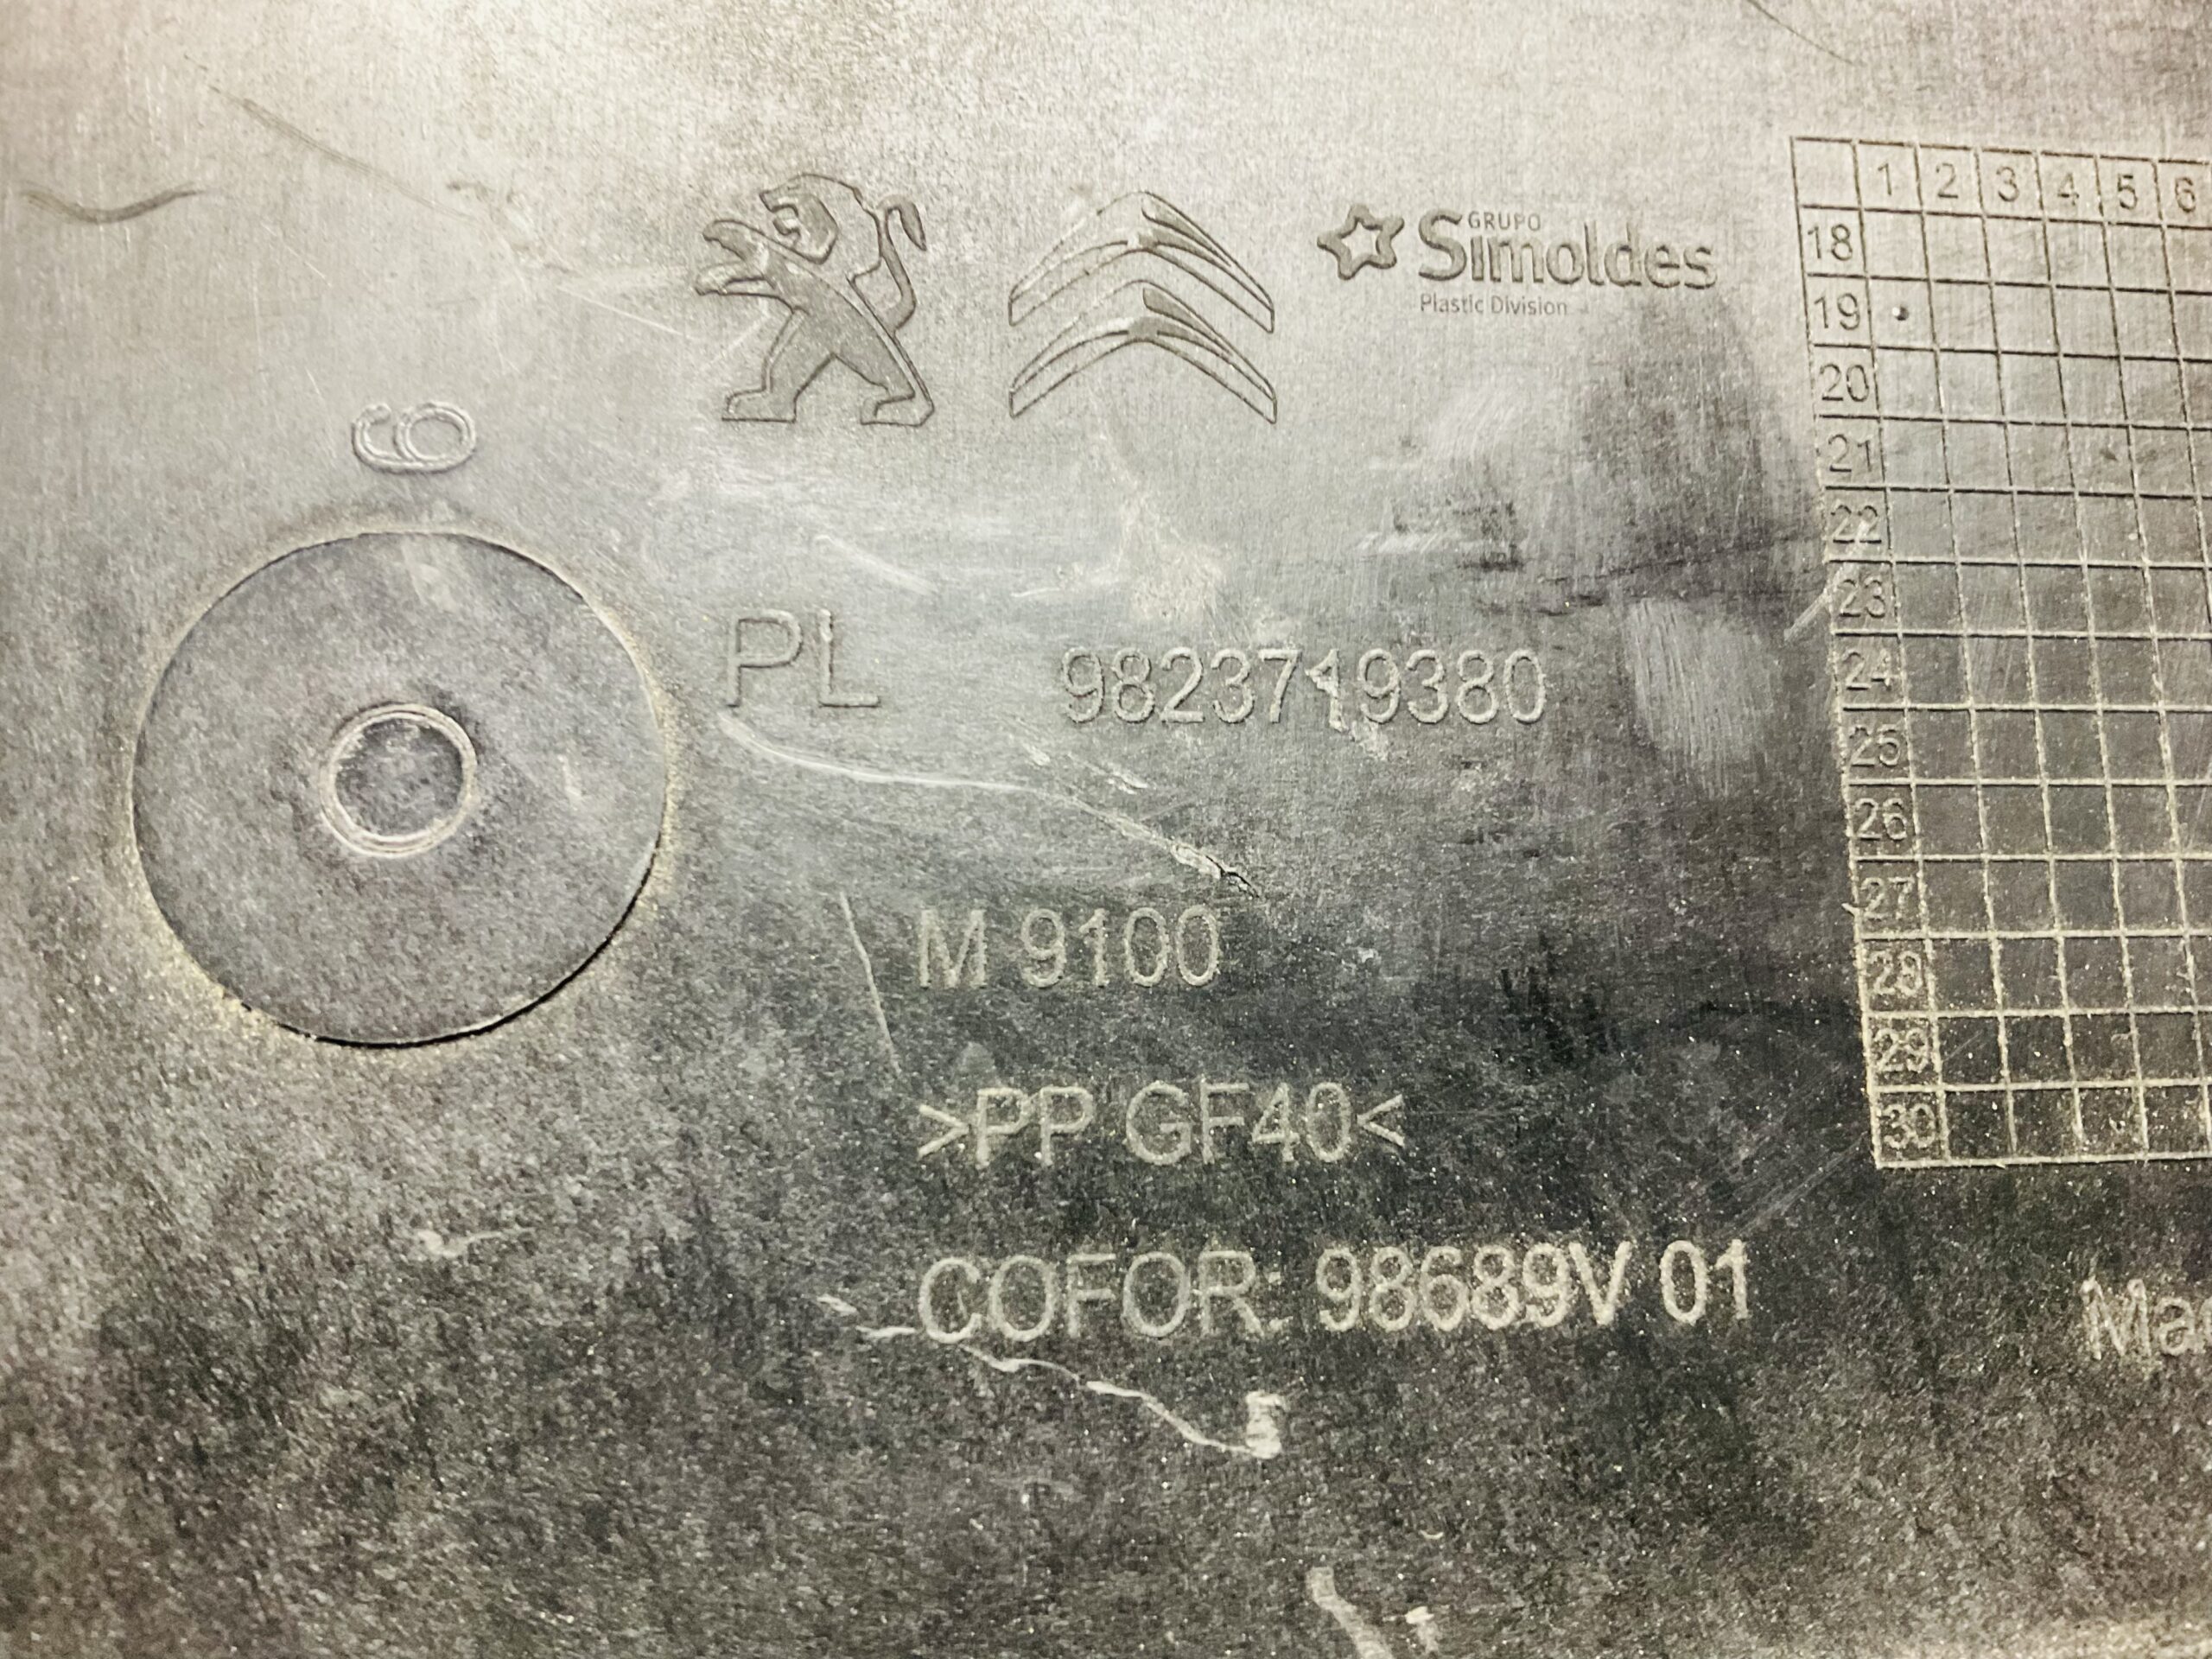 GRUPO
Simoldes
Plastic Division
1 2 3 4 5 6
18
19
20
21
22
23
24
25
26
27
28
29
30
6
PL 9823719380
M 9100
>PP GF40<
COFOR: 98689V 01